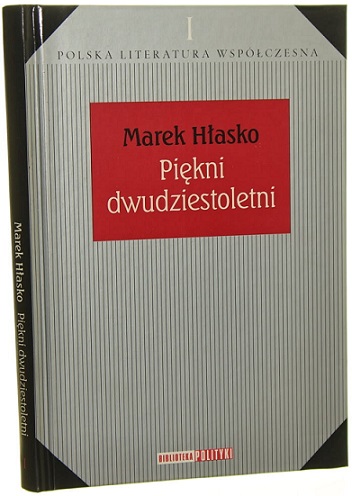 I
POLSKA LITERATURA WSPÓŁCZESNA
Marek Hłasko
Piękni
dwudziestoletni
BIBLIOTEKA POLITYKI
Marek Hłasko Piękni dwudziestoletni